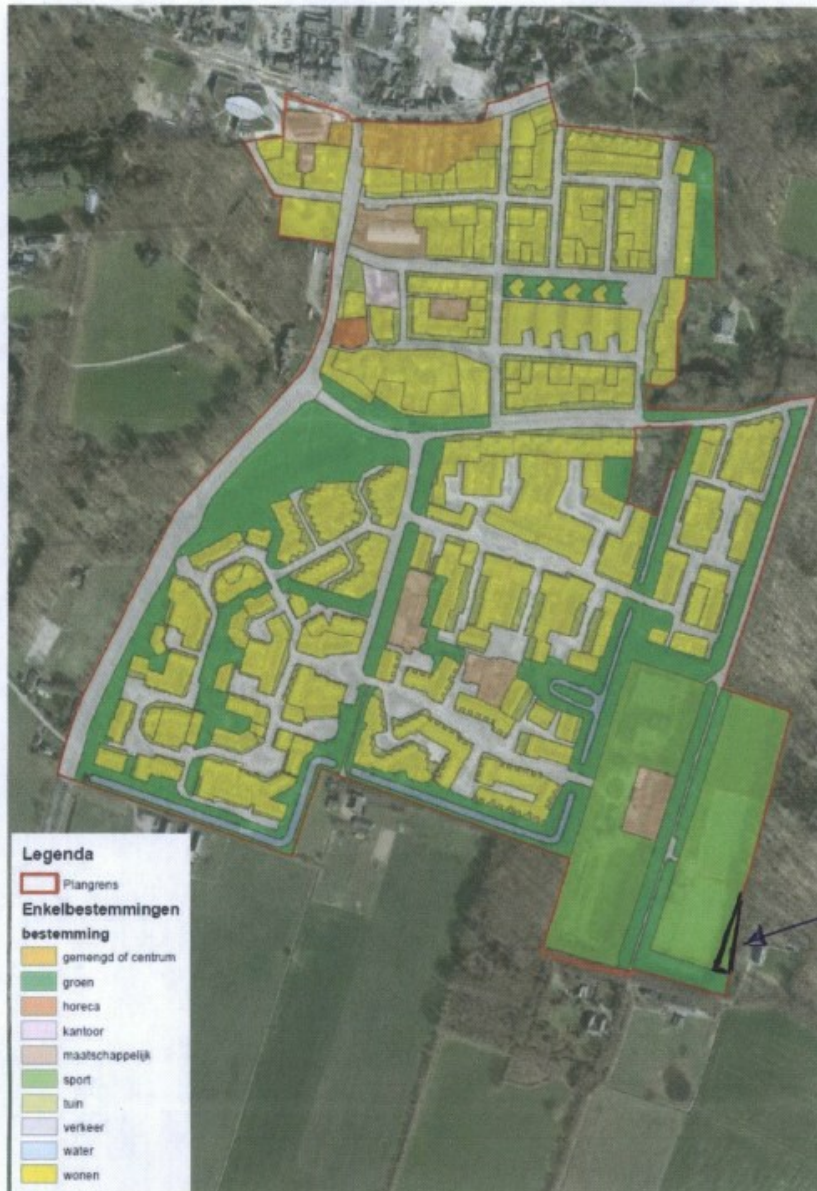 Legenda
Plangrens
Enkelbestemmingen
bestemming
gemengd of centrum
groen
horeca
kantoor
maatschappelijk
sport
tuin
verkeer
water
wonen